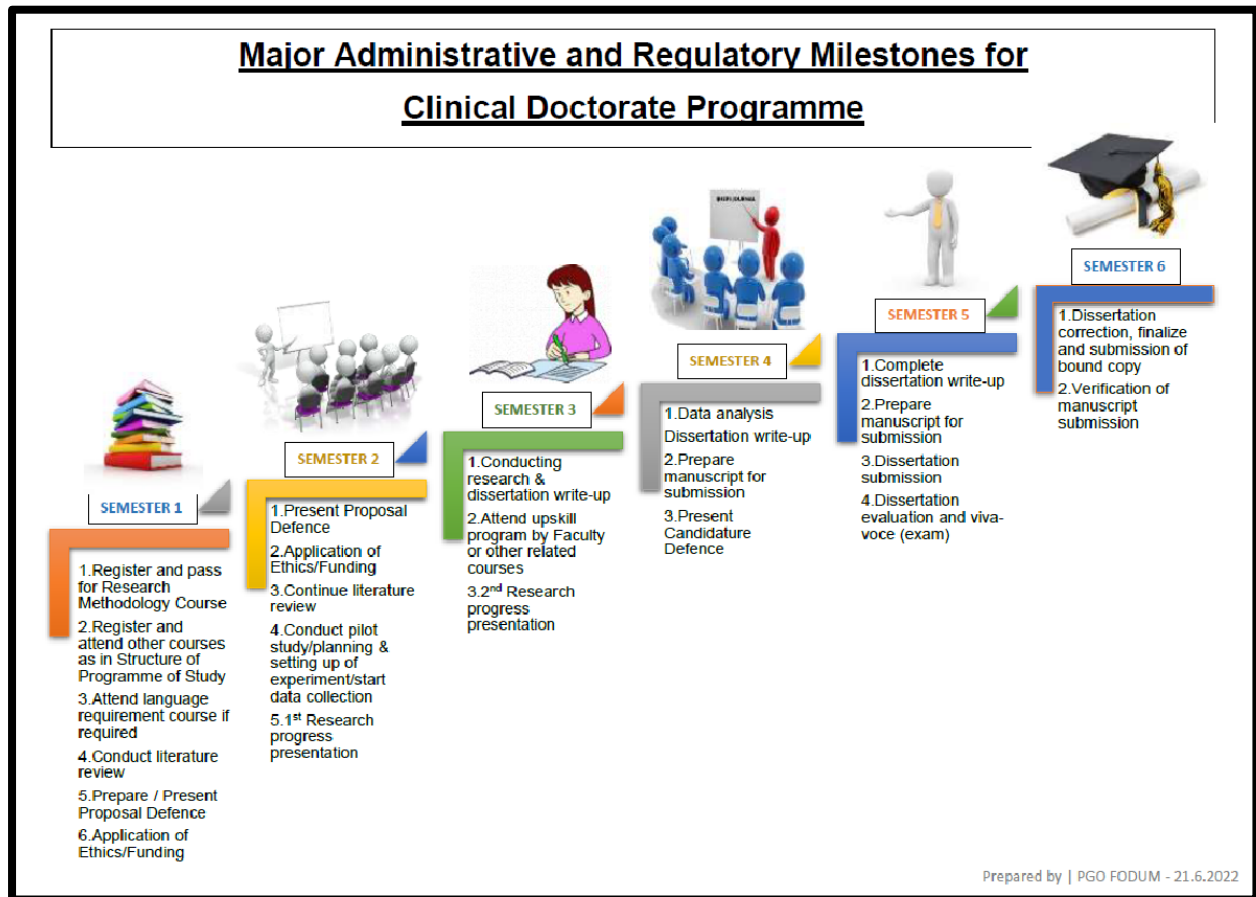 Major Administrative and Regulatory Milestones for
Clinical Doctorate Programme
SEMESTER 1
1.Register and pass
for Research
Methodology Course
2.Register and
attend other courses
as in Structure of
Programme of Study
3.Attend language
requirement course if
required
4.Conduct literature
review
5.Prepare / Present
Proposal Defence
6.Application of
Ethics/Funding
SEMESTER 2
1.Present Proposal
Defence
2.Application of
Ethics/Funding
3.Continue literature
review
4.Conduct pilot
study/planning &
setting up of
experiment/start
data collection
5.1st Research
progress
presentation
SEMESTER 3
1.Conducting
research &
dissertation write-up
2.Attend upskill
program by Faculty
or other related
courses
3.2nd Research
progress
presentation
SEMESTER 4
1.Data analysis
Dissertation write-up
2.Prepare
manuscript for
submission
3.Present
Candidature
Defence
SEMESTER 5
1.Complete
dissertation write-up
2.Prepare
manuscript for
submission
3.Dissertation
submission
4.Dissertation
evaluation and viva-
voce (exam)
SEMESTER 6
1.Dissertation
correction, finalize
and submission of
bound copy
2.Verification of
manuscript
submission
Prepared by | PGO FODUM - 21.6.2022